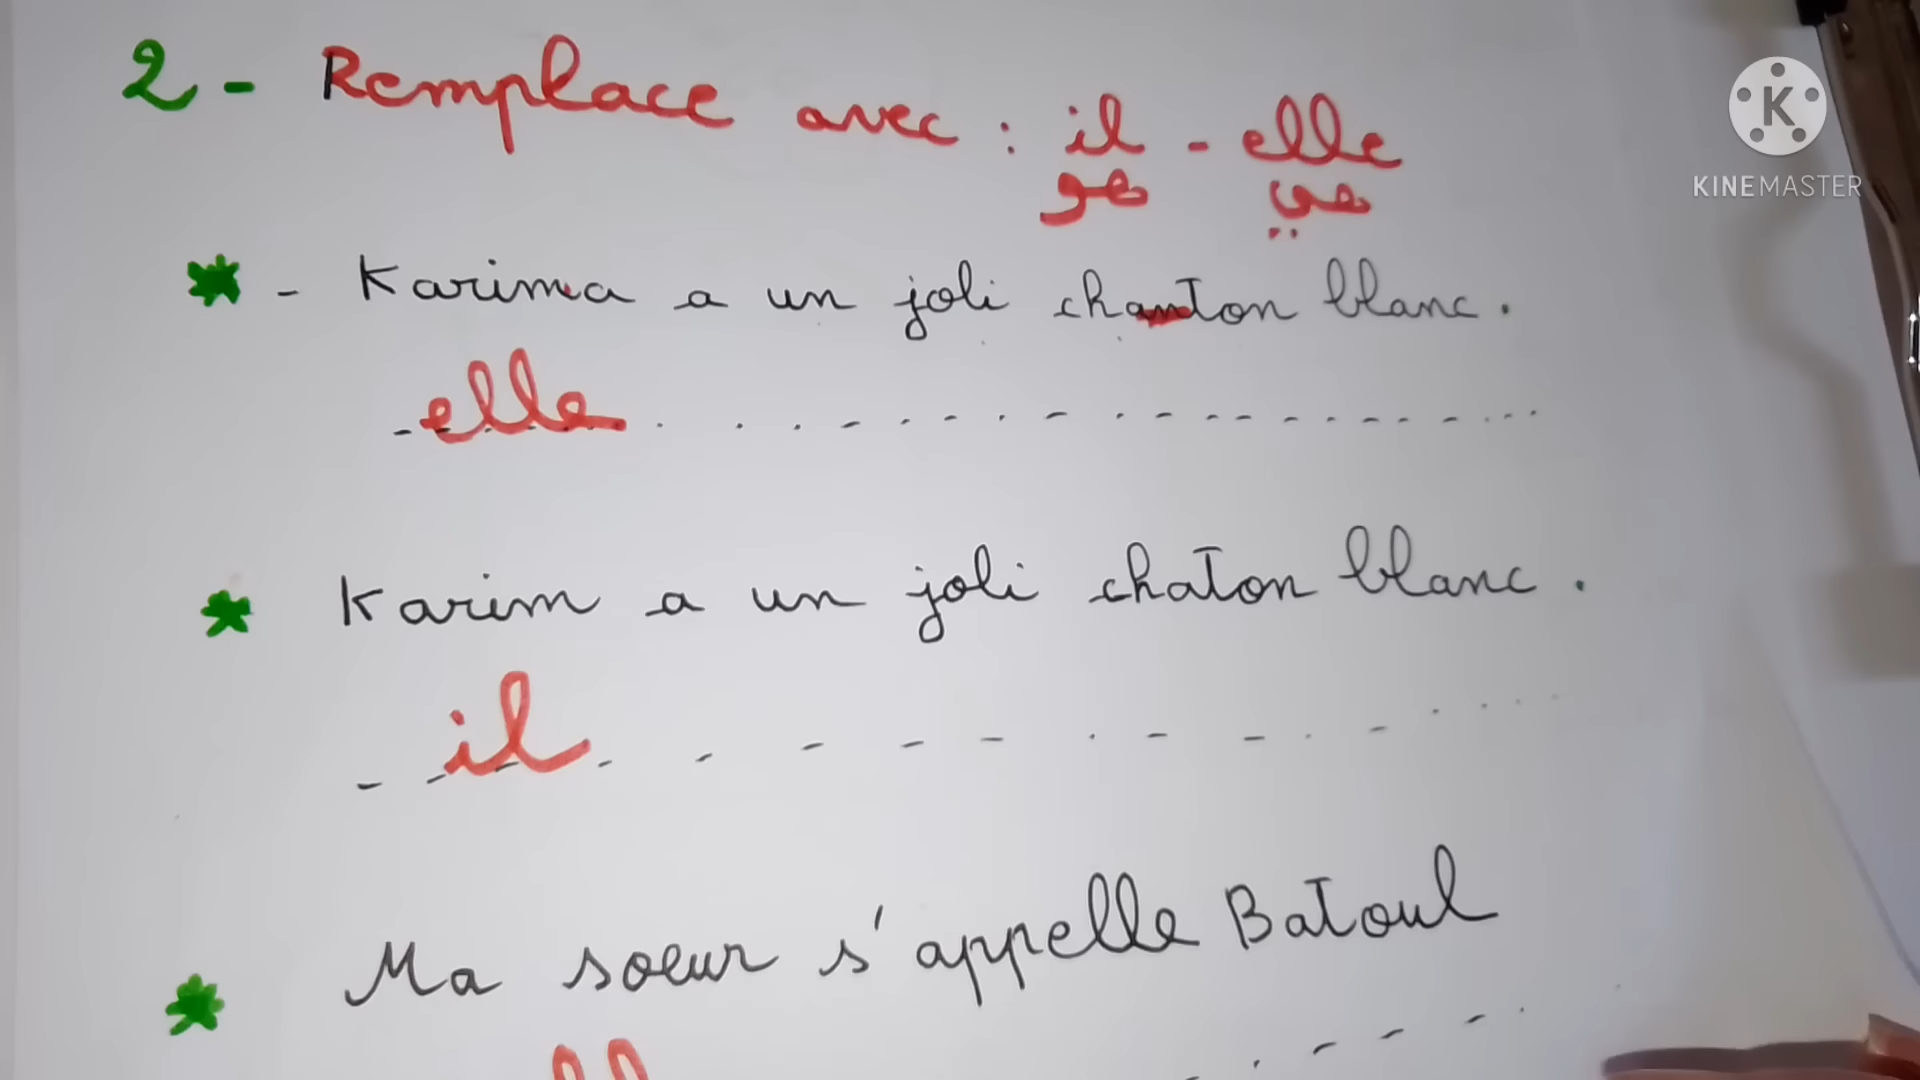 2 - Remplace avec : il - elle
هو هي
K
KINEMASTER
- Karima a un joli chanton blanc.
elle
Karim a un joli chaton blanc.
il
Ma soeur s'appelle Batoul